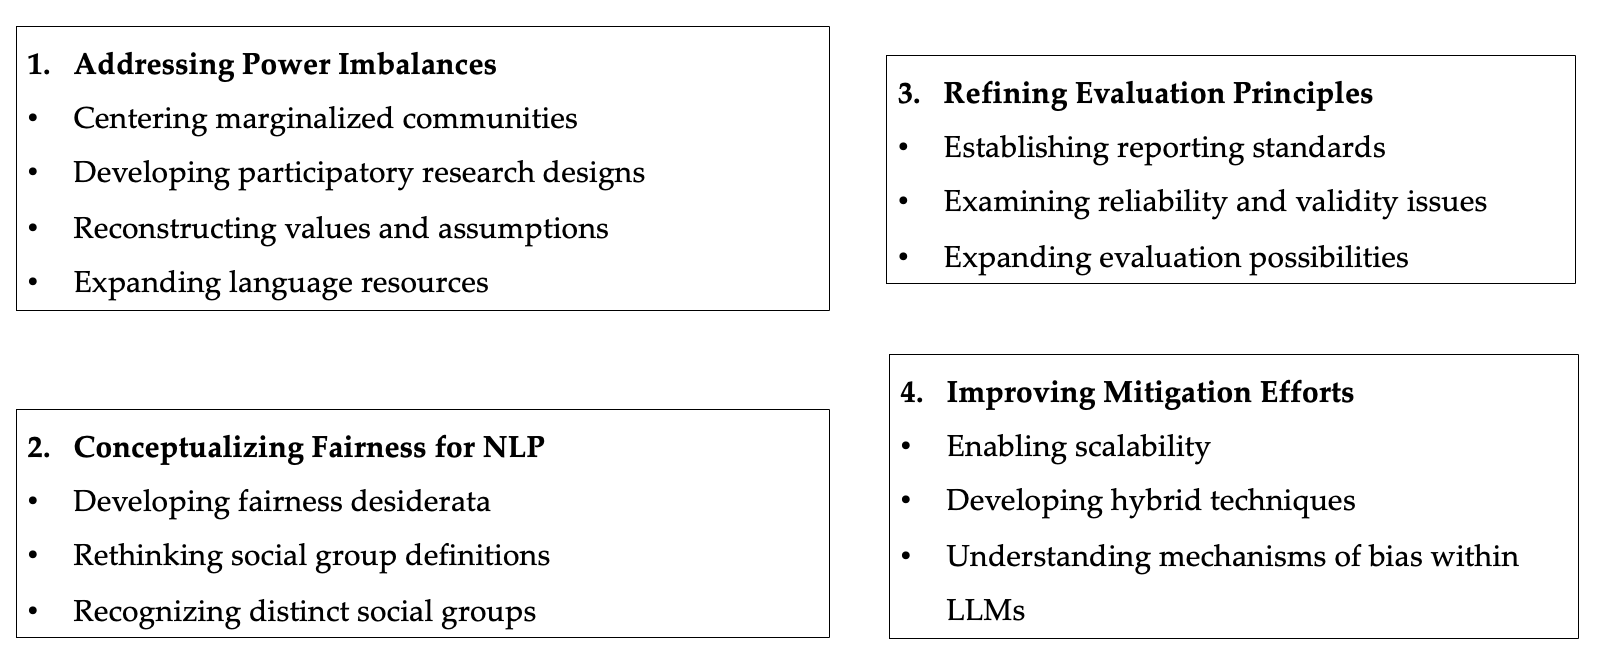 1. Addressing Power Imbalances
• Centering marginalized communities
• Developing participatory research designs
• Reconstructing values and assumptions
• Expanding language resources
2. Conceptualizing Fairness for NLP
• Developing fairness desiderata
• Rethinking social group definitions
• Recognizing distinct social groups
3. Refining Evaluation Principles
• Establishing reporting standards
• Examining reliability and validity issues
• Expanding evaluation possibilities
4. Improving Mitigation Efforts
• Enabling scalability
• Developing hybrid techniques
• Understanding mechanisms of bias within
LLMs